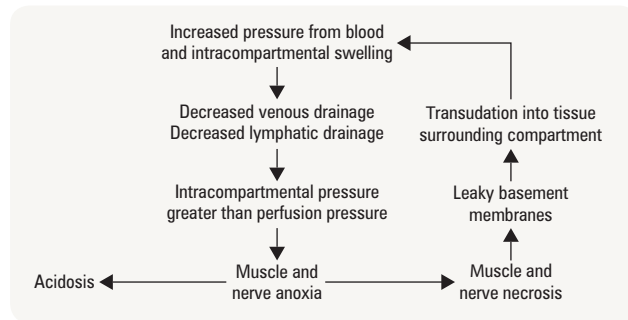 Increased pressure from blood
and intracompartmental swelling
Decreased venous drainage
Decreased lymphatic drainage
Intracompartmental pressure
greater than perfusion pressure
Muscle and
nerve anoxia
Acidosis
Muscle and
nerve necrosis
Leaky basement
membranes
Transudation into tissue
surrounding compartment